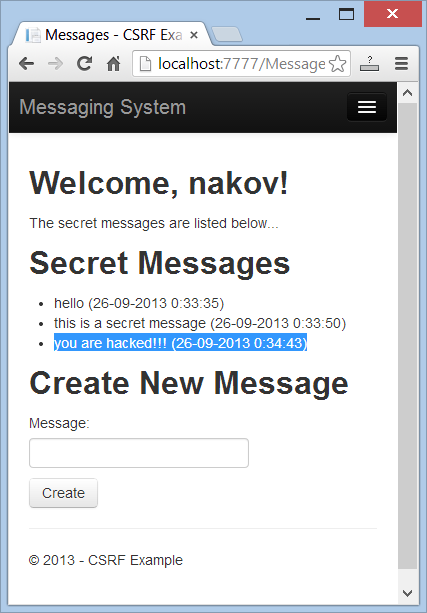 Messages - CSRF Exa
localhost:7777/Message
Messaging System
Welcome, nakov!
The secret messages are listed below...
Secret Messages
hello (26-09-2013 0:33:35)
this is a secret message (26-09-2013 0:33:50)
you are hacked!!! (26-09-2013 0:34:43)
Create New Message
Message:
Create
© 2013 - CSRF Example